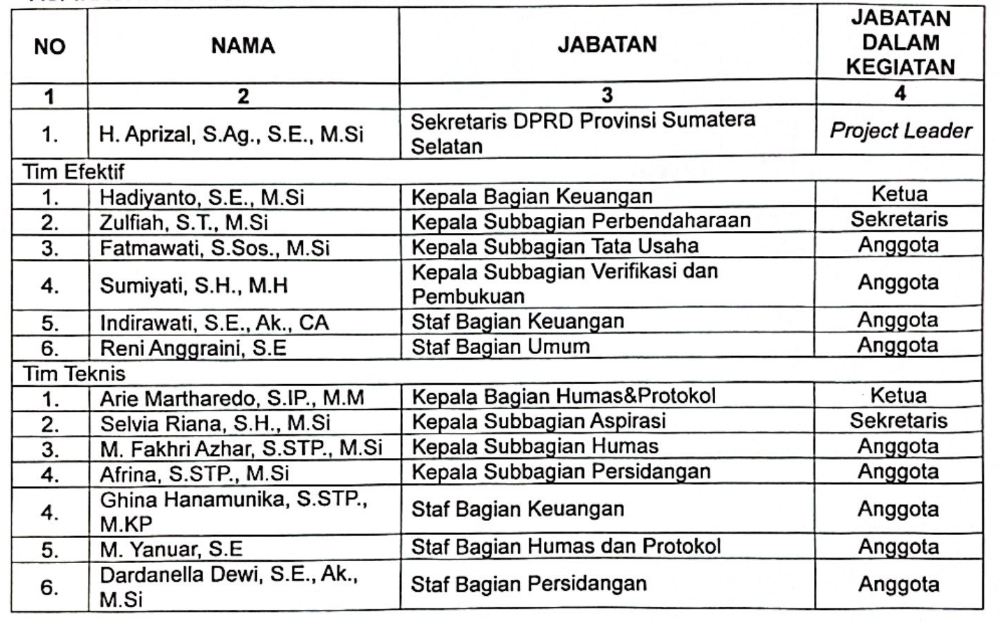 NO NAMA JABATAN JABATAN
DALAM
KEGIATAN
1 2 3 4
1. H. Aprizal, S.Ag., S.E., M.Si Sekretaris DPRD Provinsi Sumatera
Selatan Project Leader
Tim Efektif
1. Hadiyanto, S.E., M.Si Kepala Bagian Keuangan Ketua
2. Zulfiah, S.T., M.Si Kepala Subbagian Perbendaharaan Sekretaris
3. Fatmawati, S.Sos., M.Si Kepala Subbagian Tata Usaha Anggota
4. Sumiyati, S.H., M.H Kepala Subbagian Verifikasi dan
Pembukuan Anggota
5. Indirawati, S.E., Ak., CA Staf Bagian Keuangan Anggota
6. Reni Anggraini, S.E Staf Bagian Umum Anggota
Tim Teknis
1. Arie Martharedo, S.IP., M.M Kepala Bagian Humas&Protokol Ketua
2. Selvia Riana, S.H., M.Si Kepala Subbagian Aspirasi Sekretaris
3. M. Fakhri Azhar, S.STP., M.Si Kepala Subbagian Humas Anggota
4. Afrina, S.STP., M.Si Kepala Subbagian Persidangan Anggota
4. Ghina Hanamunika, S.STP.,
M.KP Staf Bagian Keuangan Anggota
5. M. Yanuar, S.E Staf Bagian Humas dan Protokol Anggota
6. Dardanella Dewi, S.E., Ak.,
M.Si Staf Bagian Persidangan Anggota